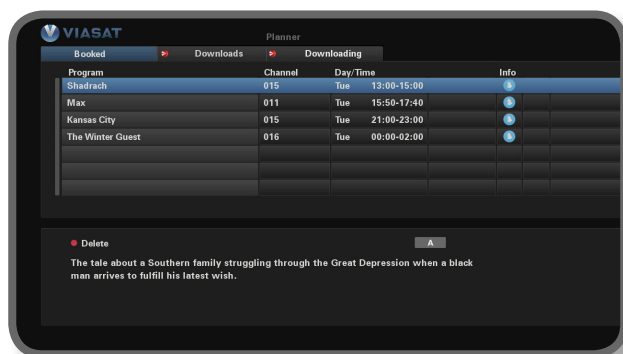 VIASAT
Planner
Booked Downloads Downloading
Program Channel Day/Time Info
Shadrach 015 Tue 13:00-15:00
Max 011 Tue 15:50-17:40
Kansas City 015 Tue 21:00-23:00
The Winter Guest 016 Tue 00:00-02:00
Delete A
The tale about a Southern family struggling through the Great Depression when a black
man arrives to fulfill his latest wish.